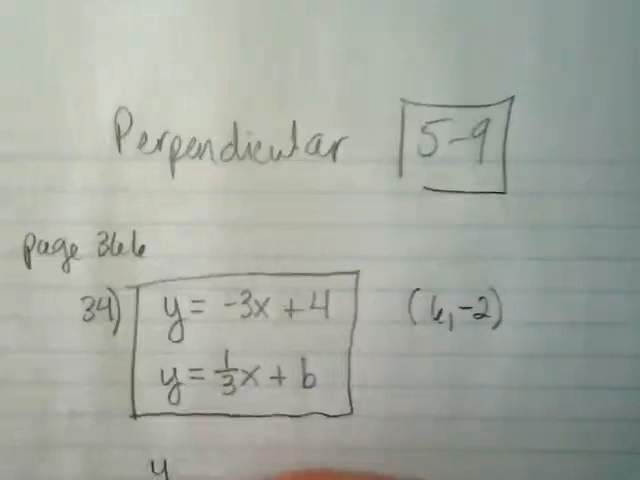 Perpendicular 5-9
page 366
34) y = -3x + 4 (6, -2)
y = 1/3x + b
y